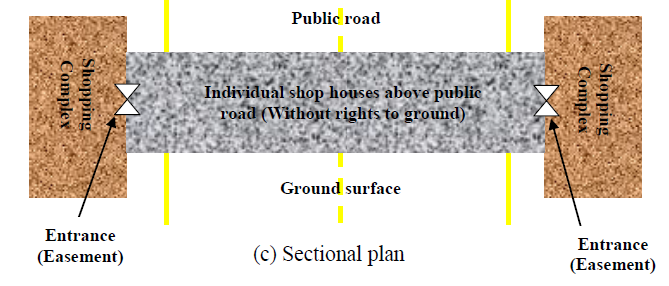 Public road
Shopping
Complex
Individual shop houses above public
road (Without rights to ground)
Shopping
Complex
Ground surface
Entrance
(Easement)
(c) Sectional plan
Entrance
(Easement)